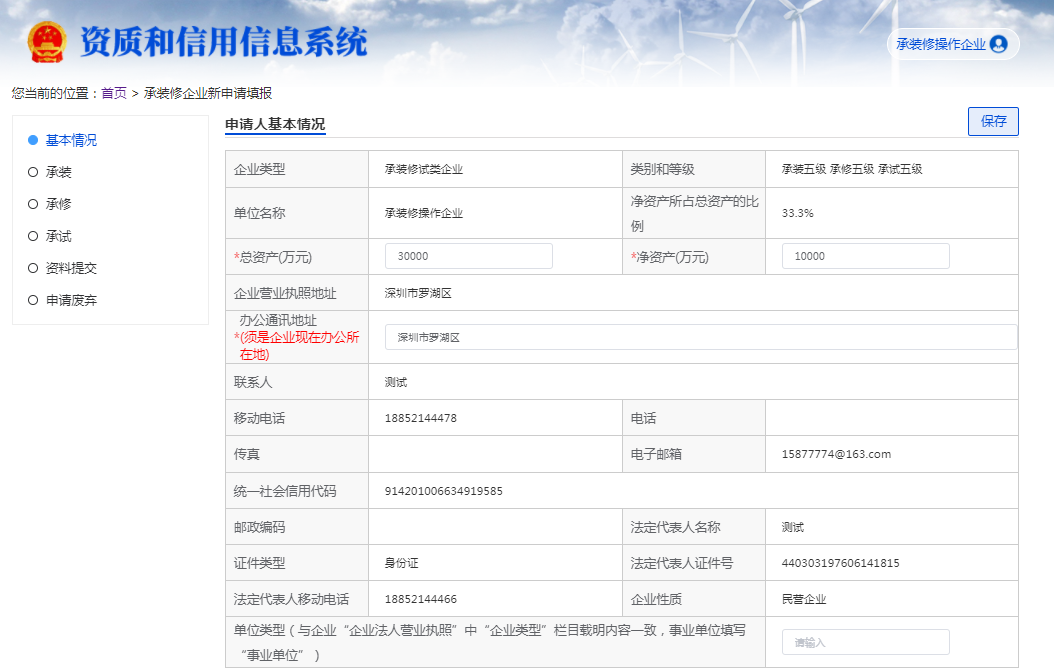 资质和信用信息系统
承装修操作企业
您当前的位置：首页 > 承装修企业新申请填报
基本情况
承装
承修
承试
资料提交
申请废弃
申请人基本情况
保存
企业类型 承装修试类企业 类别和等级 承装五级 承修五级 承试五级
单位名称 承装修操作企业 净资产所占总资产的比
例 33.3%
*总资产(万元) 30000 *净资产(万元) 10000
企业营业执照地址 深圳市罗湖区
办公通讯地址
*(须是企业现在办公所
在地) 深圳市罗湖区
联系人 测试
移动电话 18852144478 电话
传真 电子邮箱 15877774@163.com
统一社会信用代码 914201006634919585
邮政编码 法定代表人名称 测试
证件类型 身份证 法定代表人证件号 440303197606141815
法定代表人移动电话 18852144466 企业性质 民营企业
单位类型（与企业“企业法人营业执照”中“企业类型”栏目载明内容一致，事业单位填写
“事业单位”） 请输入